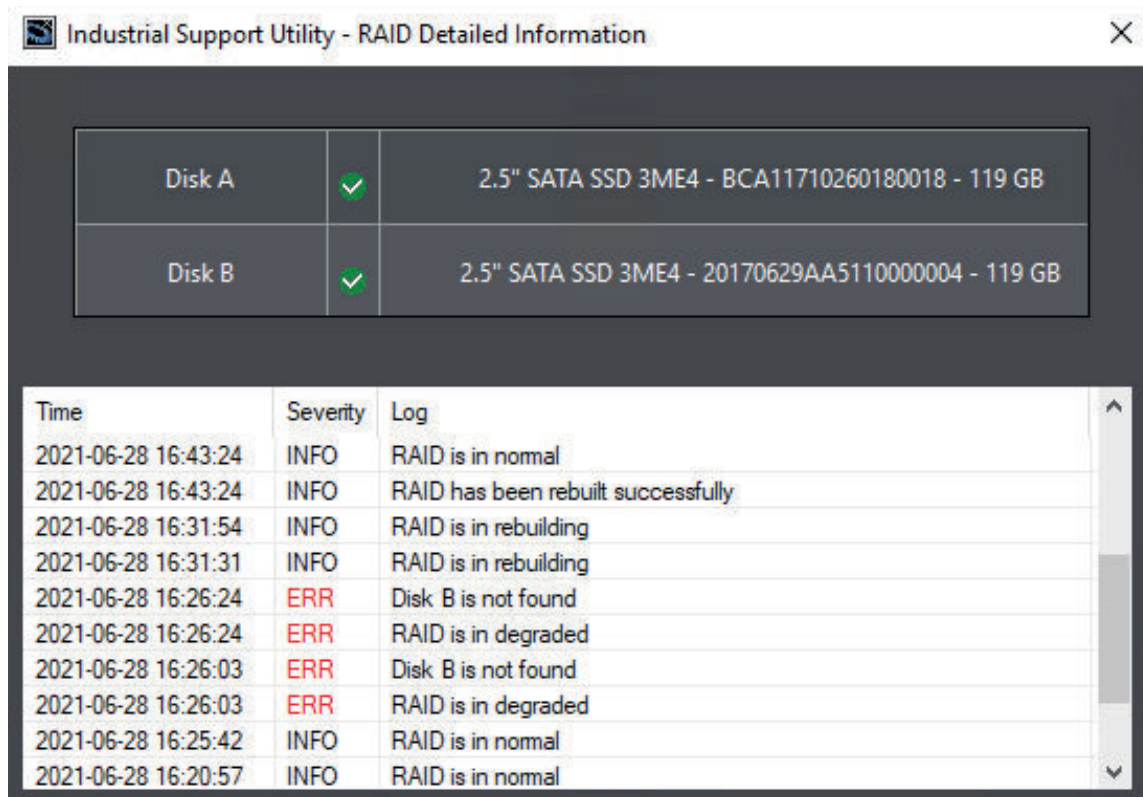 Industrial Support Utility - RAID Detailed Information
Disk A 2.5" SATA SSD 3ME4 - BCA11710260180018 - 119 GB
Disk B 2.5" SATA SSD 3ME4 - 20170629AA5110000004 - 119 GB
Time Severity Log
2021-06-28 16:43:24 INFO RAID is in normal
2021-06-28 16:43:24 INFO RAID has been rebuilt successfully
2021-06-28 16:31:54 INFO RAID is in rebuilding
2021-06-28 16:31:31 INFO RAID is in rebuilding
2021-06-28 16:26:24 ERR Disk B is not found
2021-06-28 16:26:24 ERR RAID is in degraded
2021-06-28 16:26:03 ERR Disk B is not found
2021-06-28 16:26:03 ERR RAID is in degraded
2021-06-28 16:25:42 INFO RAID is in normal
2021-06-28 16:20:57 INFO RAID is in normal